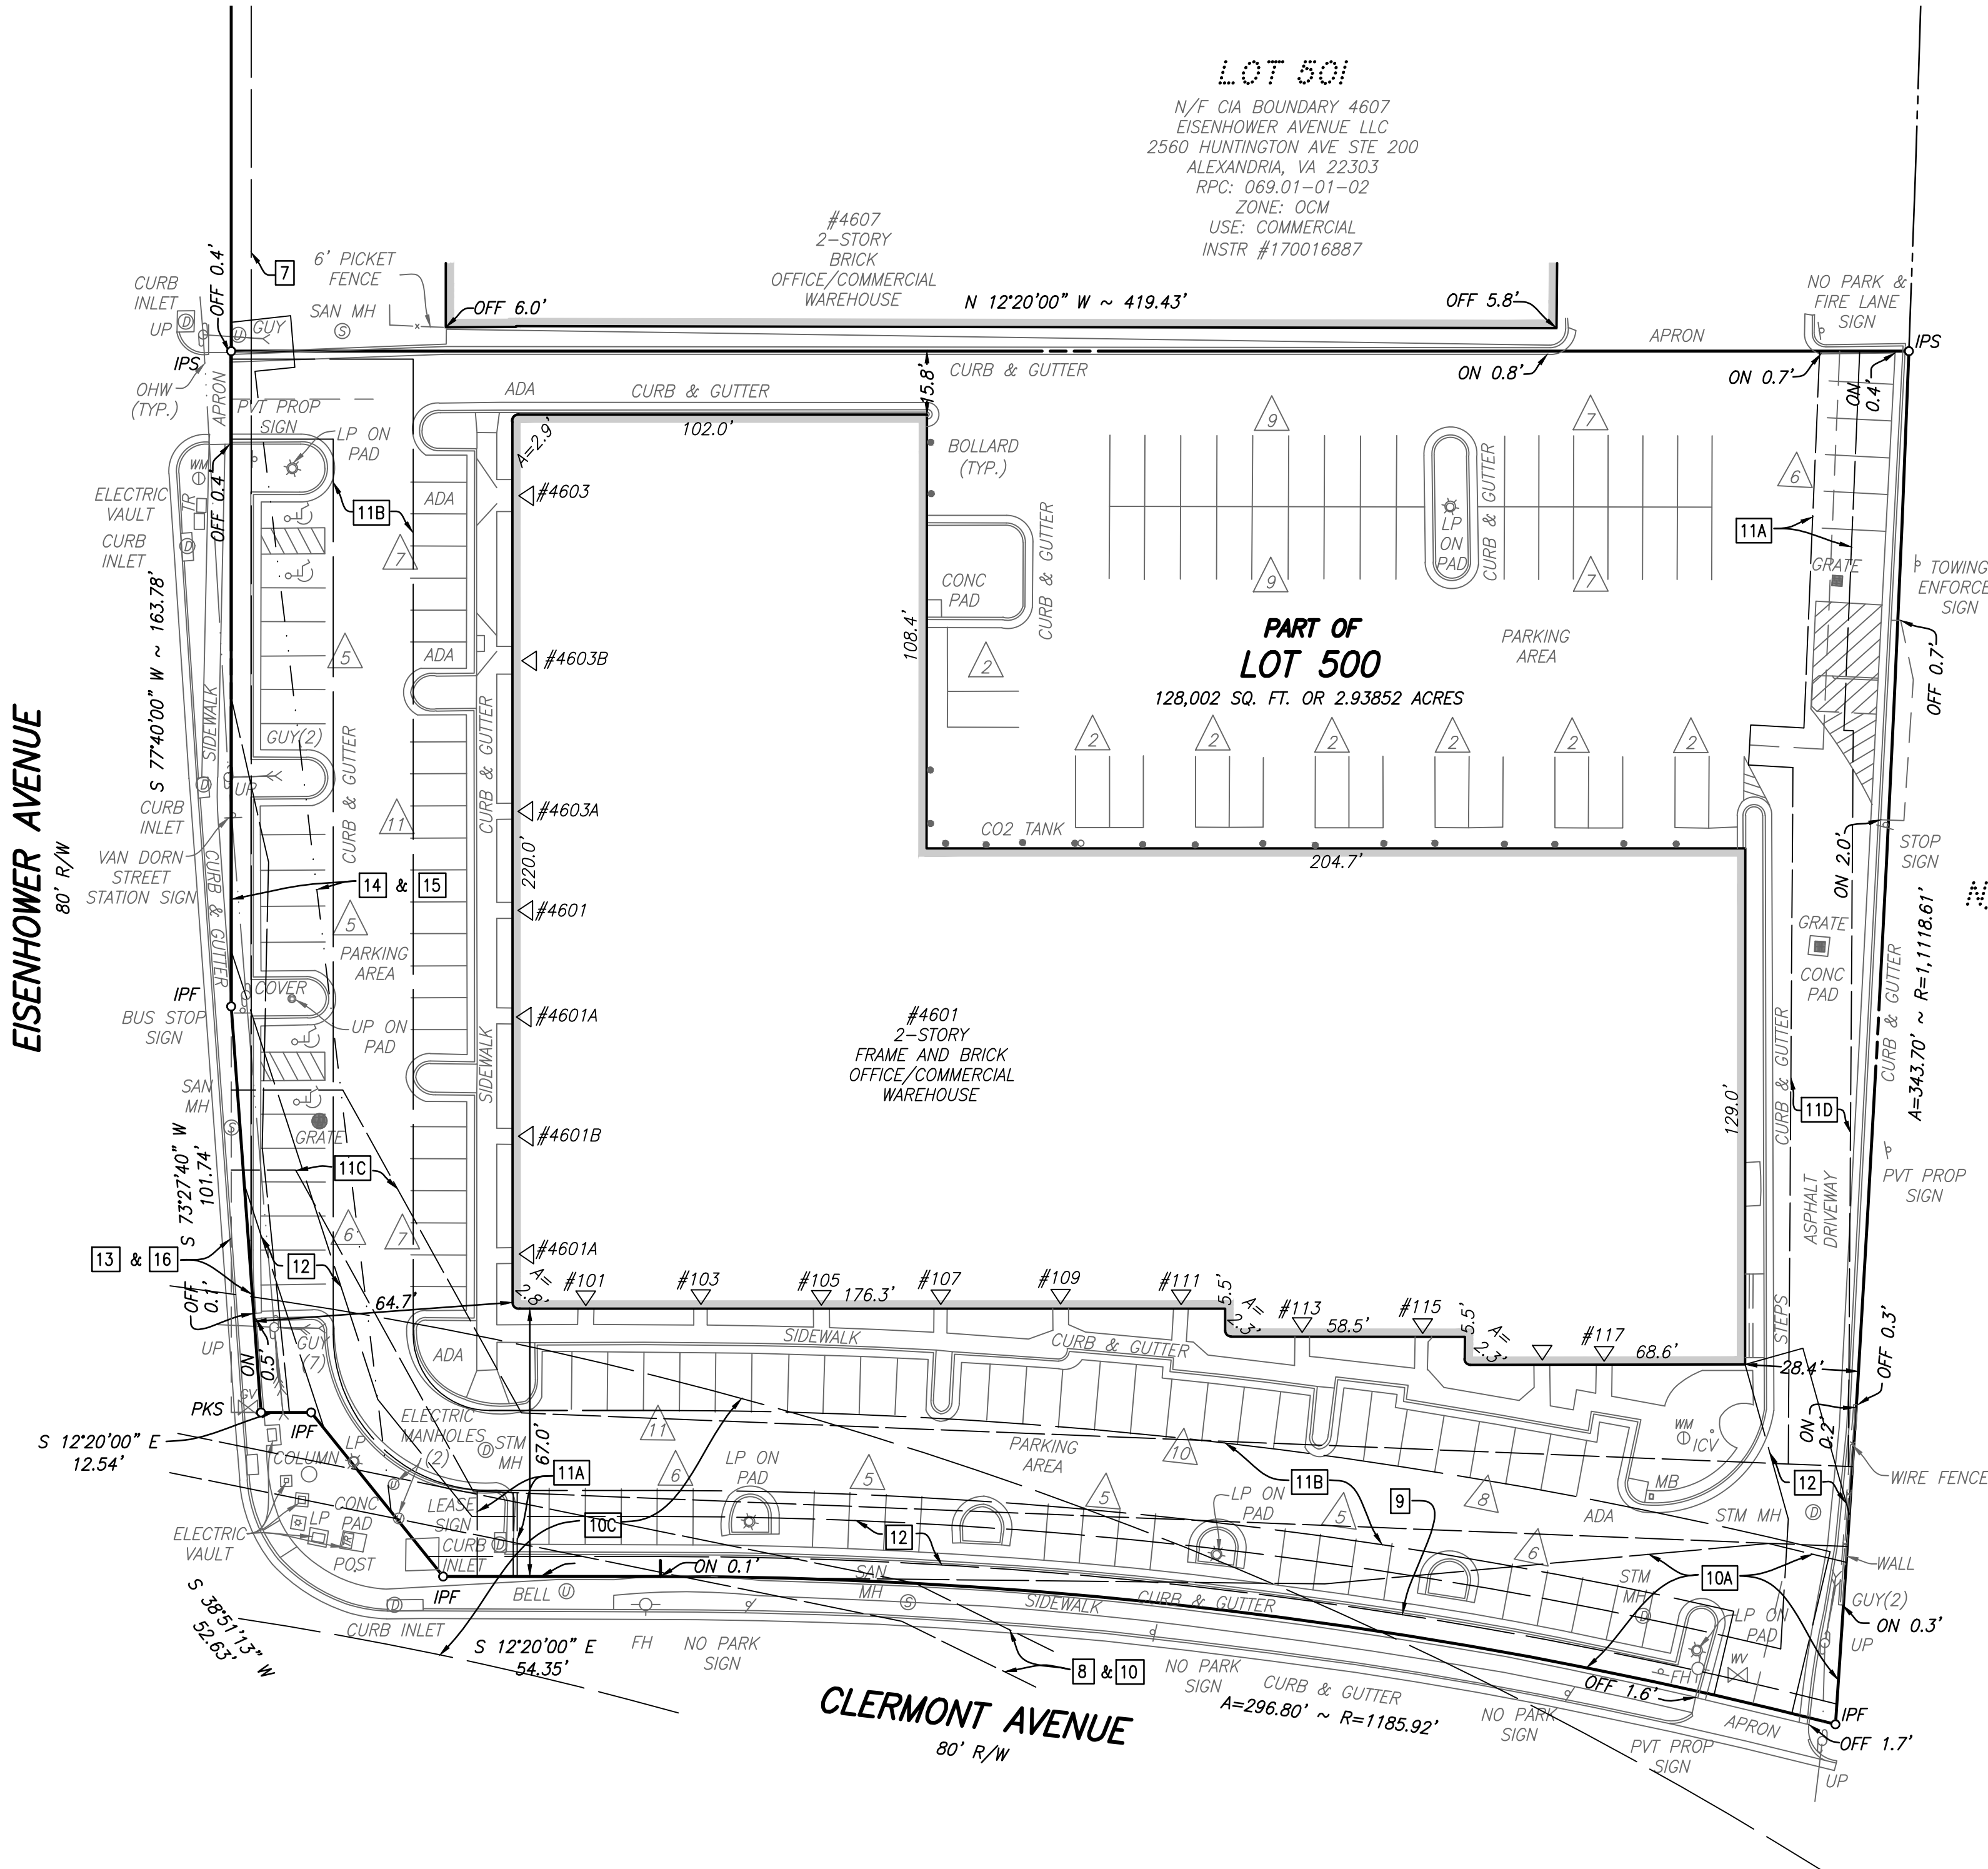 LOT 501
N/F CIA BOUNDARY 4607
EISENHOWER AVENUE LLC
2560 HUNTINGTON AVE STE 200
ALEXANDRIA, VA 22303
RPC: 069.01-01-02
ZONE: OCM
USE: COMMERCIAL
INSTR #170016887
#4607
2-STORY
BRICK
OFFICE/COMMERCIAL
WAREHOUSE
N 12°20'00" W ~ 419.43'
OFF 6.0'
OFF 5.8'
NO PARK &
FIRE LANE
SIGN
6' PICKET
FENCE
7
OFF 0.4'
CURB
INLET
D
UP
U
GUY
SAN MH
S
IPS
OHW
(TYP.)
APRON
PVT PROP
SIGN
LP ON
PAD
ADA
CURB & GUTTER
15.8'
CURB & GUTTER
ON 0.8'
APRON
ON 0.7'
ON
0.4'
IPS
A=2.9'
102.0'
BOLLARD
(TYP.)
9
7
6
LP
ON
PAD
CURB & GUTTER
11A
GRATE
TOWING
ENFORCE
SIGN
WM
TR
ELECTRIC
VAULT
CURB
INLET
D
OFF 0.4
11B
ADA
7
#4603
#4603B
ADA
5
CONC
PAD
CURB & GUTTER
108.4'
2
9
7
PART OF
LOT 500
128,002 SQ. FT. OR 2.93852 ACRES
PARKING
AREA
OFF 0.7'
2
2
2
2
2
2
S 77°40'00" W ~ 163.78'
EISENHOWER AVENUE
80' R/W
SIDEWALK
GUY(2)
UP
D
CURB & GUTTER
CURB & GUTTER
11
CURB
INLET
VAN DORN
STREET
STATION SIGN
CURB & GUTTER
14 & 15
5
PARKING
AREA
220.0'
#4603A
#4601
CO2 TANK
204.7'
ON 2.0'
STOP
SIGN
A=343.70' ~ R=1,1118.61'
GRATE
CONC
PAD
CURB & GUTTER
CURB & GUTTER
IPF
BUS STOP
SIGN
COVER
UP ON
PAD
SIDEWALK
#4601A
#4601
2-STORY
FRAME AND BRICK
OFFICE/COMMERCIAL
WAREHOUSE
129.0'
11D
SAN
MH
S
GRATE
#4601B
S 73°27'40" W
101.74'
11C
6
7
PVT PROP
SIGN
ASPHALT
DRIVEWAY
13 & 16
12
OFF
0.1'
64.7'
#4601A
A=
2.8'
#101
#103
#105
176.3'
#107
#109
#111
5.5'
A=
2.3'
#113
58.5'
#115
5.5'
A=
2.3'
#117
68.6'
STEPS
28.4'
OFF 0.3'
UP
ON
0.5'
GUY
(7)
ADA
SIDEWALK
CURB & GUTTER
GV
PKS
IPF
S 12°20'00" E
12.54'
COLUMN
LP
ELECTRIC
MANHOLES
(2)
D
STM
MH
67.0'
11
6
LP ON
PAD
5
PARKING
AREA
10
5
LP ON
PAD
11B
5
9
8
WM
ICV
MB
ON
0.2'
12
WIRE FENCE
11A
10C
LEASE
SIGN
CONC
PAD
LP
TR
POST
ELECTRIC
VAULT
CURB
INLET
D
12
6
ADA
STM MH
D
WALL
IPF
BELL
U
ON 0.1'
SAN
MH
S
SIDEWALK
CURB & GUTTER
STM
MH
D
10A
LP ON
PAD
GUY(2)
ON 0.3'
UP
S 38°51'13" W
52.63'
D
CURB INLET
S 12°20'00" E
54.35'
FH
NO PARK
SIGN
8 & 10
NO PARK
SIGN
CURB & GUTTER
A=296.80' ~ R=1185.92'
OFF 1.6'
FH
WV
NO PARK
SIGN
APRON
IPF
OFF 1.7'
PVT PROP
SIGN
UP
CLERMONT AVENUE
80' R/W